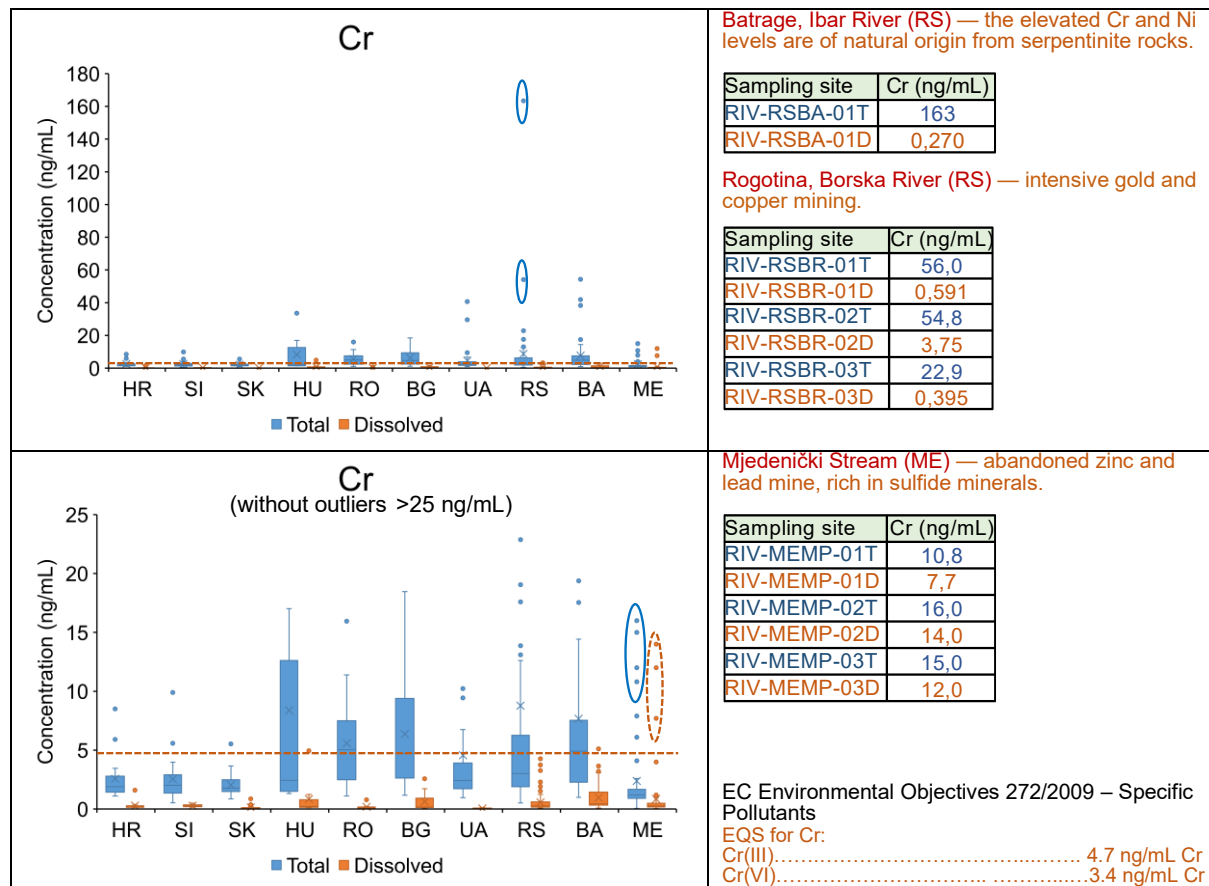 Cr
Concentration (ng/mL)
180
160
140
120
100
80
60
40
20
0
HR SI SK HU RO BG UA RS BA ME
Total Dissolved
Batrage, Ibar River (RS) — the elevated Cr and Ni
levels are of natural origin from serpentinite rocks.
Sampling site Cr (ng/mL)
RIV-RSBA-01T 163
RIV-RSBA-01D 0,270
Rogotina, Borska River (RS) — intensive gold and
copper mining.
Sampling site Cr (ng/mL)
RIV-RSBR-01T 56,0
RIV-RSBR-01D 0,591
RIV-RSBR-02T 54,8
RIV-RSBR-02D 3,75
RIV-RSBR-03T 22,9
RIV-RSBR-03D 0,395
Cr
(without outliers >25 ng/mL)
Concentration (ng/mL)
25
20
15
10
5
0
HR SI SK HU RO BG UA RS BA ME
Total Dissolved
Mjedenički Stream (ME) — abandoned zinc and
lead mine, rich in sulfide minerals.
Sampling site Cr (ng/mL)
RIV-MEMP-01T 10,8
RIV-MEMP-01D 7,7
RIV-MEMP-02T 16,0
RIV-MEMP-02D 14,0
RIV-MEMP-03T 15,0
RIV-MEMP-03D 12,0
EC Environmental Objectives 272/2009 – Specific
Pollutants
EQS for Cr:
Cr(III)…………………………………....……. 4.7 ng/mL Cr
Cr(VI)………………………….. ………..…3.4 ng/mL Cr